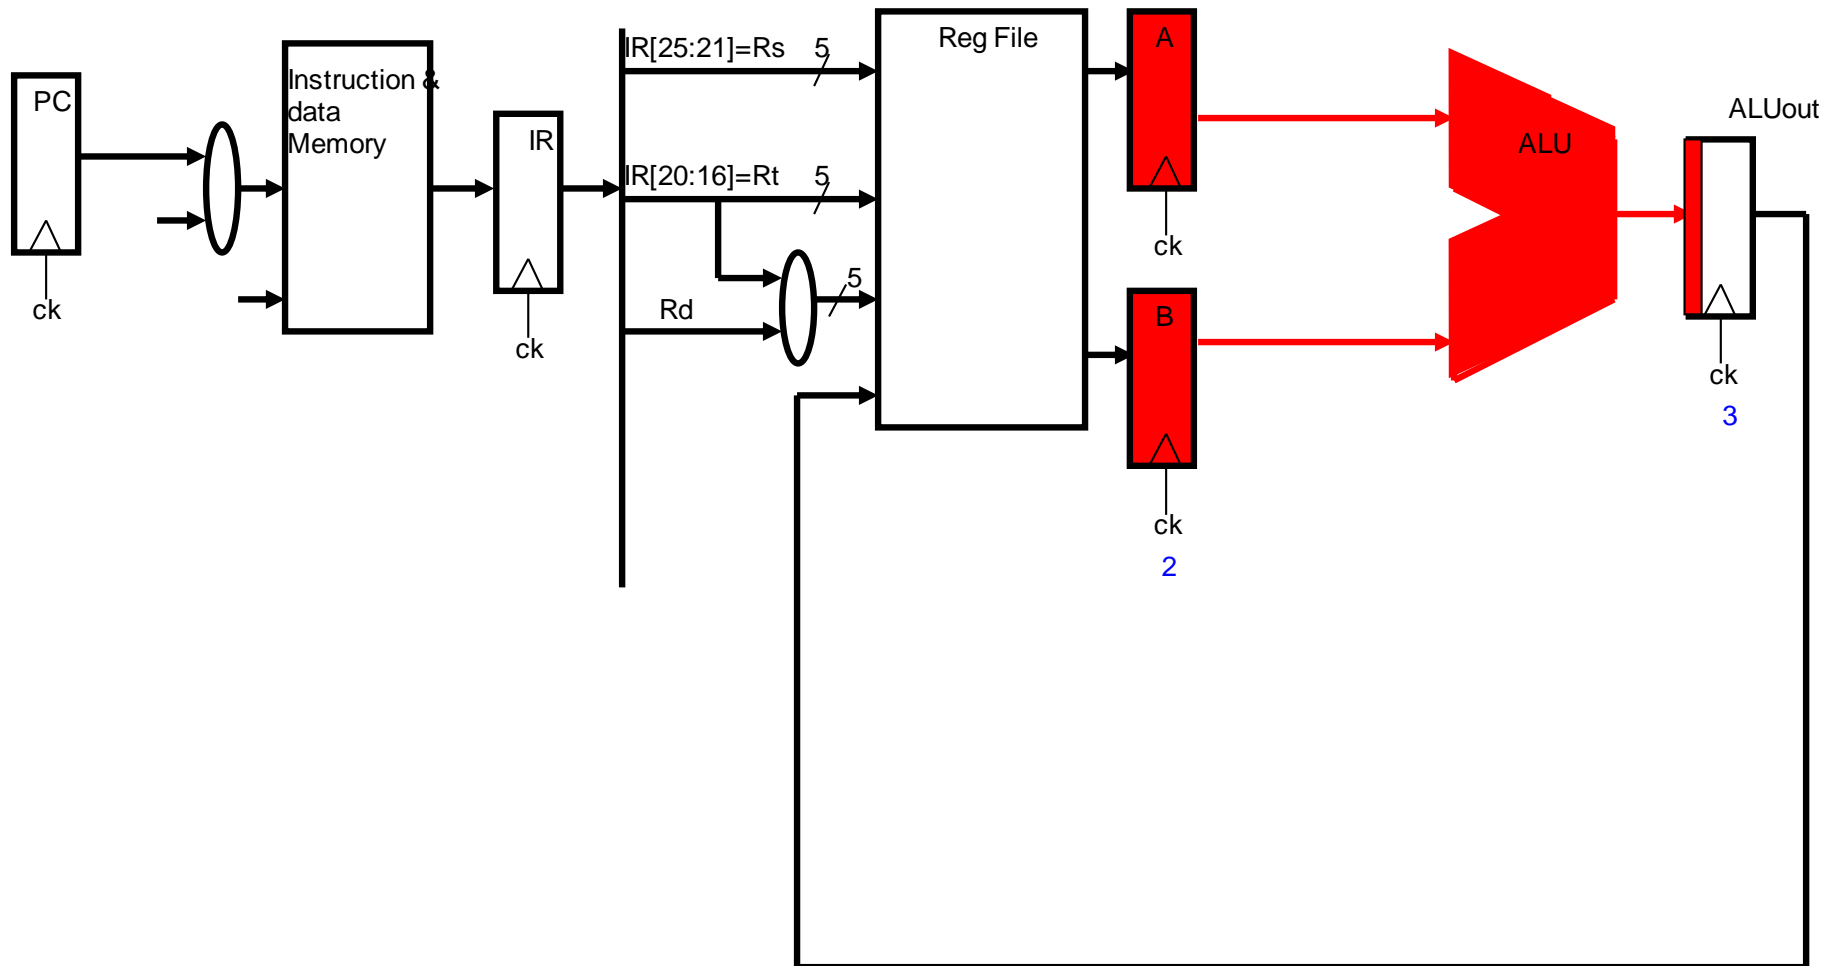 PC
ck
Instruction &
data
Memory
IR
ck
IR[25:21]=Rs
5
IR[20:16]=Rt
5
5
Rd
Reg File
A
ck
B
ck
2
ALU
ALUout
ck
3